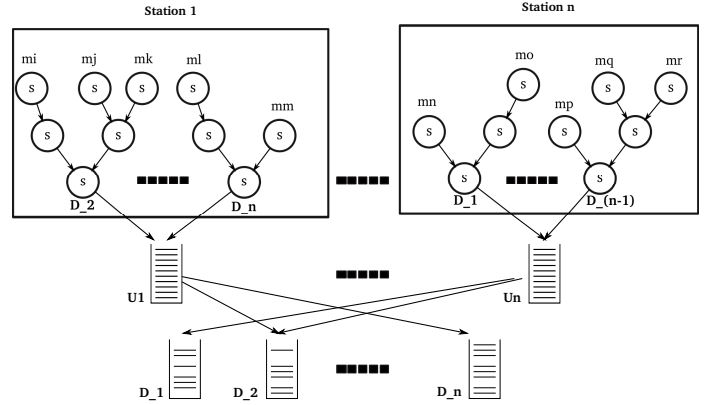 Station 1
Station n
mi
mj
mk
ml
mm
s
s
s
s
s
s
s
s
s
s
D_2
D_n
mn
mo
mp
mq
mr
s
s
s
s
s
s
s
s
s
D_1
D_(n-1)
U1
Un
D_1
D_2
D_n